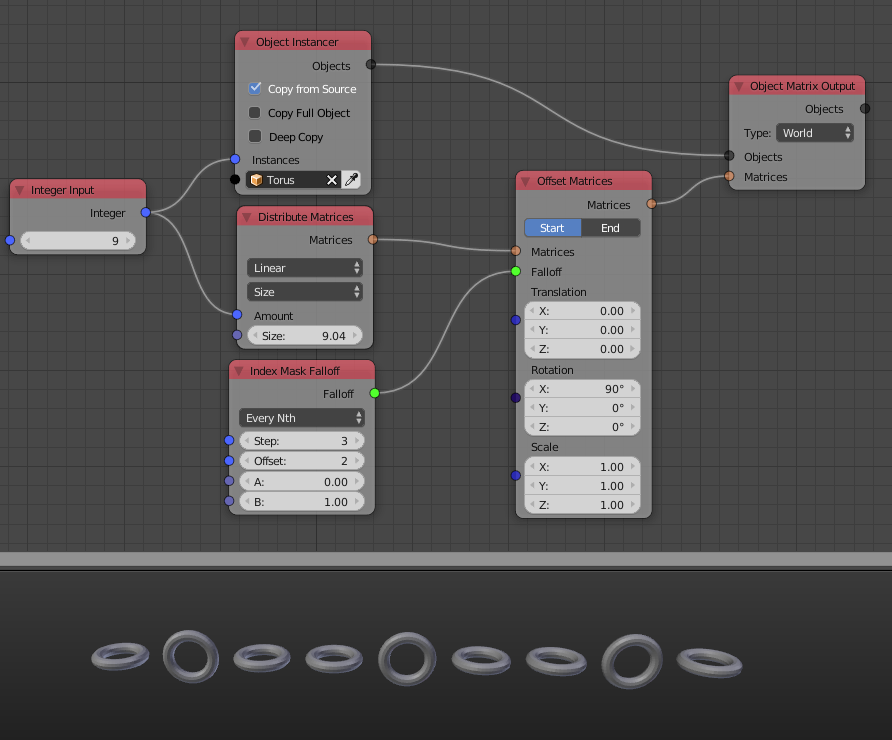 Object Instancer
Objects
Copy from Source
Copy Full Object
Deep Copy
Instances
Torus
Integer Input
Integer
9
Distribute Matrices
Matrices
Linear
Size
Amount
Size: 9.04
Index Mask Falloff
Falloff
Every Nth
Step: 3
Offset: 2
A: 0.00
B: 1.00
Offset Matrices
Matrices
Start End
Matrices
Falloff
Translation
X: 0.00
Y: 0.00
Z: 0.00
Rotation
X: 90°
Y: 0°
Z: 0°
Scale
X: 1.00
Y: 1.00
Z: 1.00
Object Matrix Output
Objects
Type: World
Objects
Matrices